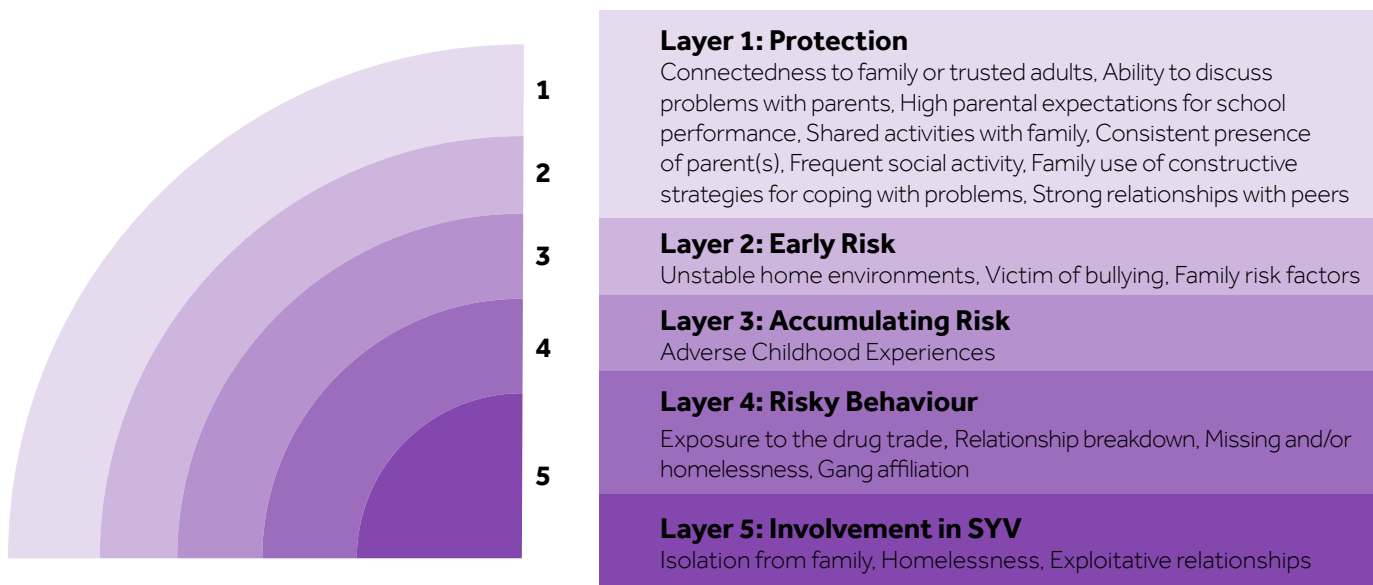 1
2
3
4
5
Layer 1: Protection
Connectedness to family or trusted adults, Ability to discuss
problems with parents, High parental expectations for school
performance, Shared activities with family, Consistent presence
of parent(s), Frequent social activity, Family use of constructive
strategies for coping with problems, Strong relationships with peers
Layer 2: Early Risk
Unstable home environments, Victim of bullying, Family risk factors
Layer 3: Accumulating Risk
Adverse Childhood Experiences
Layer 4: Risky Behaviour
Exposure to the drug trade, Relationship breakdown, Missing and/or
homelessness, Gang affiliation
Layer 5: Involvement in SYV
Isolation from family, Homelessness, Exploitative relationships